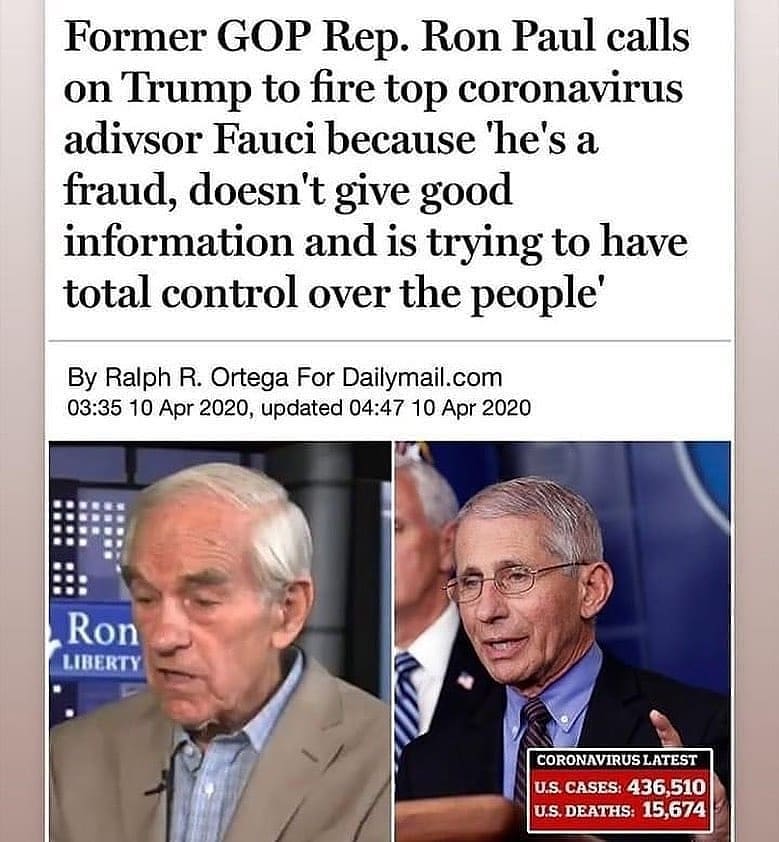 Former GOP Rep. Ron Paul calls
on Trump to fire top coronavirus
adivsor Fauci because 'he's a
fraud, doesn't give good
information and is trying to have
total control over the people'
By Ralph R. Ortega For Dailymail.com
03:35 10 Apr 2020, updated 04:47 10 Apr 2020
Ron
LIBERTY
CORONAVIRUS LATEST
U.S. CASES: 436,510
U.S. DEATHS: 15,674